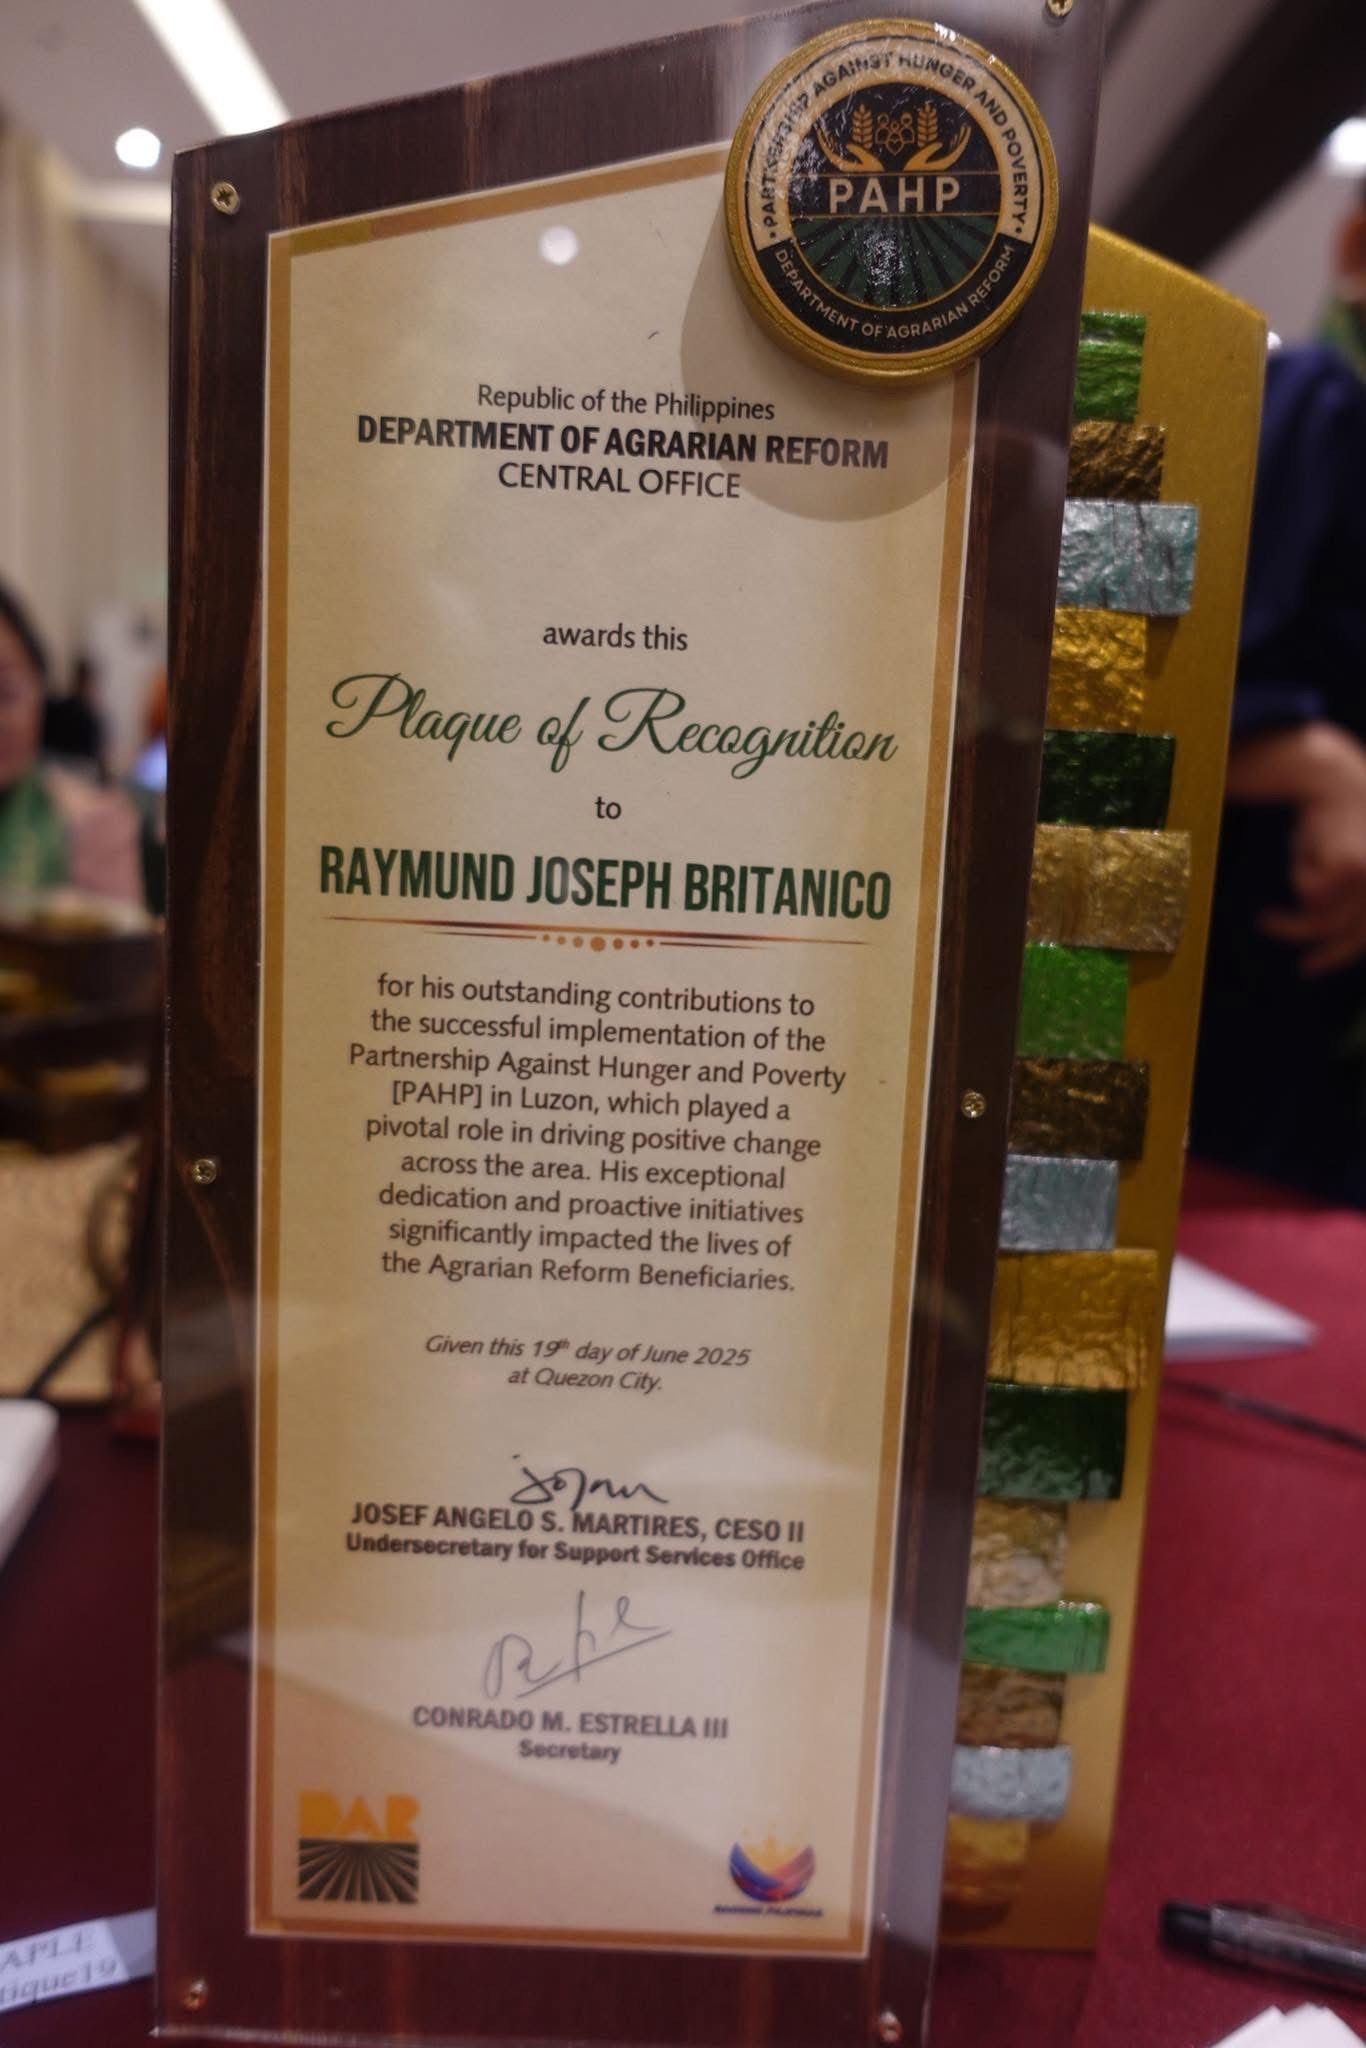 • PARTNERSHIP AGAINST HUNGER AND POVERTY •
PAHP
DEPARTMENT OF AGRARIAN REFORM
Republic of the Philippines
DEPARTMENT OF AGRARIAN REFORM
CENTRAL OFFICE
awards this
Plaque of Recognition
to
RAYMUND JOSEPH BRITANICO
for his outstanding contributions to
the successful implementation of the
Partnership Against Hunger and Poverty
[PAHP] in Luzon, which played a
pivotal role in driving positive change
across the area. His exceptional
dedication and proactive initiatives
significantly impacted the lives of
the Agrarian Reform Beneficiaries.
Given this 19th day of June 2025
at Quezon City.
JOSEF ANGELO S. MARTIRES, CESO II
Undersecretary for Support Services Office
CONRADO M. ESTRELLA III
Secretary
DAR
BAGONG PILIPINAS